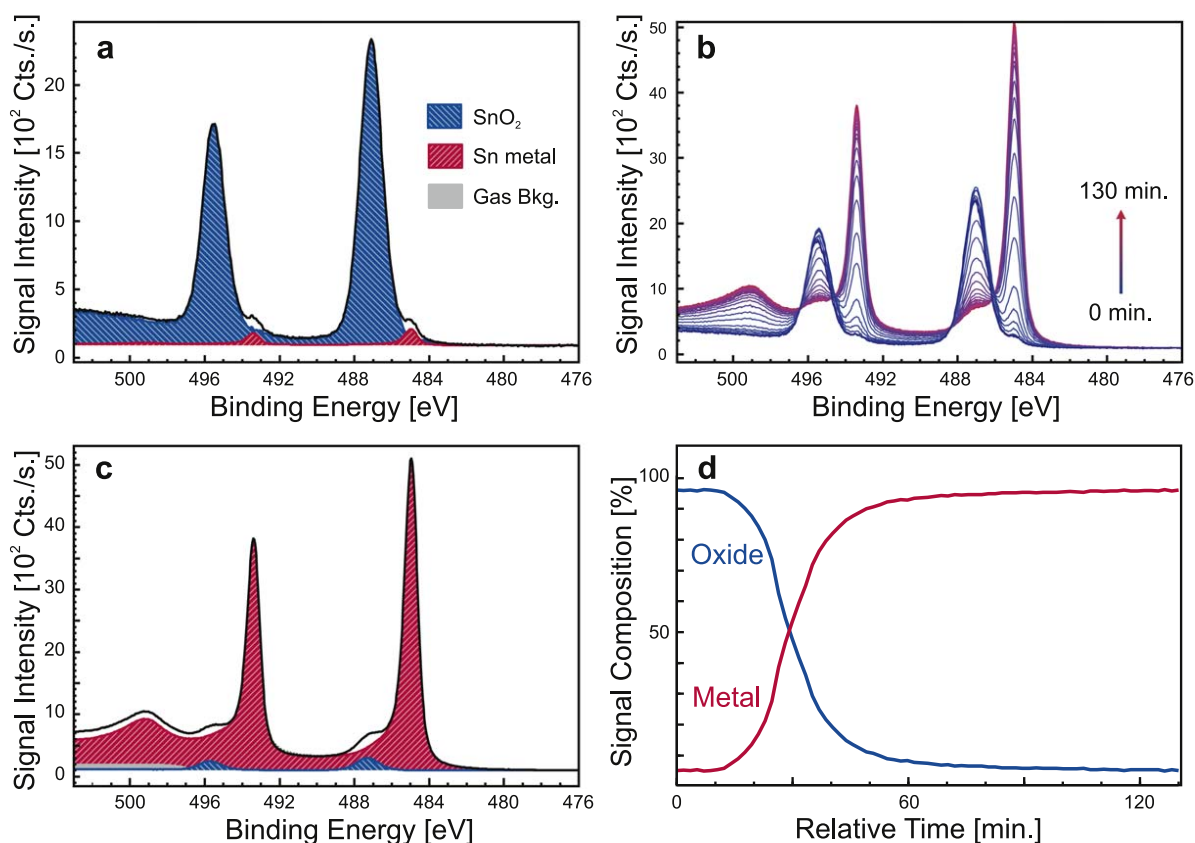 a
Signal Intensity [10² Cts./s.]
20
15
10
5
0
SnO₂
Sn metal
Gas Bkg.
500 496 492 488 484 480 476
Binding Energy [eV]
b
Signal Intensity [10² Cts./s.]
50
40
30
20
10
0
130 min.
0 min.
500 496 492 488 484 480 476
Binding Energy [eV]
c
Signal Intensity [10² Cts./s.]
50
40
30
20
10
0
500 496 492 488 484 480 476
Binding Energy [eV]
d
Signal Composition [%]
100
50
Oxide
Metal
0 60 120
Relative Time [min.]